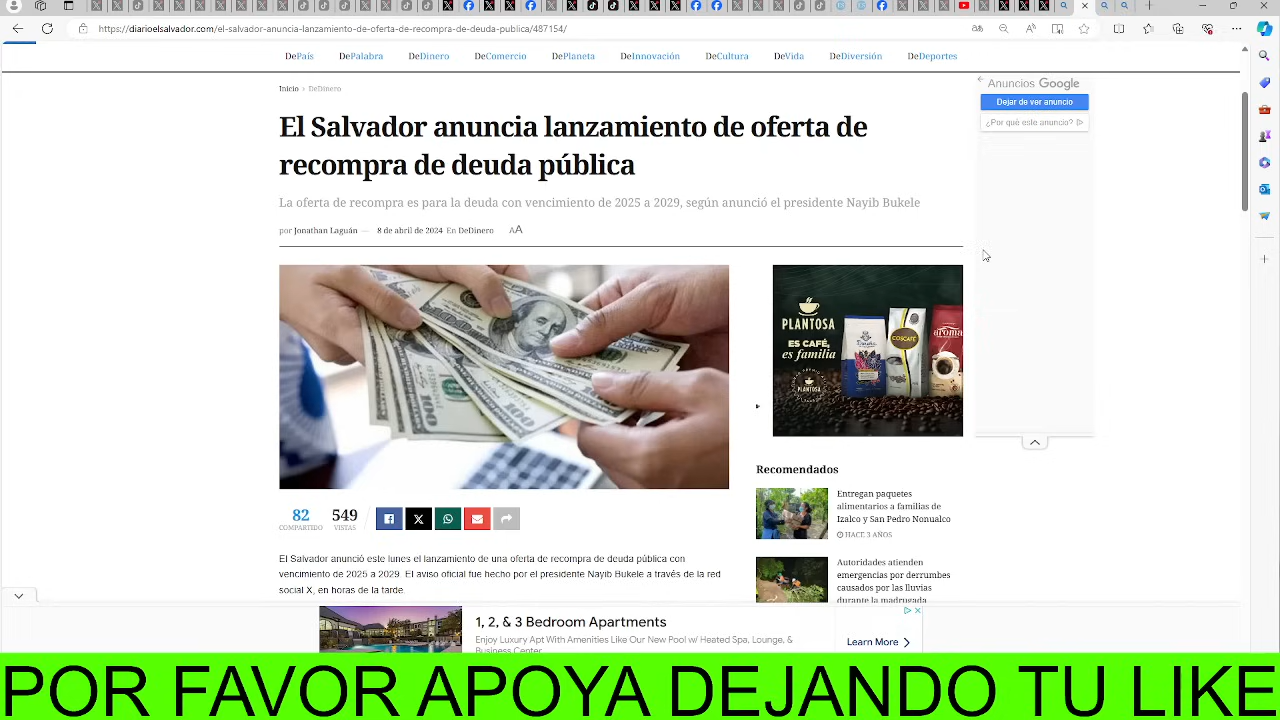 https://diarioelsalvador.com/el-salvador-anuncia-lanzamiento-de-oferta-de-recompra-de-deuda-publica/487154/
DePaís DePalabra DeDinero DeComercio DePlaneta DeInnovación DeCultura DeVida DeDiversión DeDeportes
Inicio > DeDinero
El Salvador anuncia lanzamiento de oferta de
recompra de deuda pública
La oferta de recompra es para la deuda con vencimiento de 2025 a 2029, según anunció el presidente Nayib Bukele
por Jonathan Laguán — 8 de abril de 2024 En DeDinero AA
Anuncios Google
Dejar de ver anuncio
¿Por qué este anuncio?
PLANTOSA
ES CAFÉ,
es familia
COSCAFÉ
aroma
PLANTOSA
82 549
COMPARTIDO VISTAS
El Salvador anunció este lunes el lanzamiento de una oferta de recompra de deuda pública con
vencimiento de 2025 a 2029. El aviso oficial fue hecho por el presidente Nayib Bukele a través de la red
social X, en horas de la tarde.
Recomendados
Entregan paquetes
alimentarios a familias de
Izalco y San Pedro Nonualco
HACE 3 AÑOS
Autoridades atienden
emergencias por derrumbes
causados por las lluvias
durante la madrugada
1, 2, & 3 Bedroom Apartments
Enjoy Luxury Apt With Amenities Like Our New Pool w/ Heated Spa, Lounge, &
Business Center
Learn More
POR FAVOR APOYA DEJANDO TU LIKE